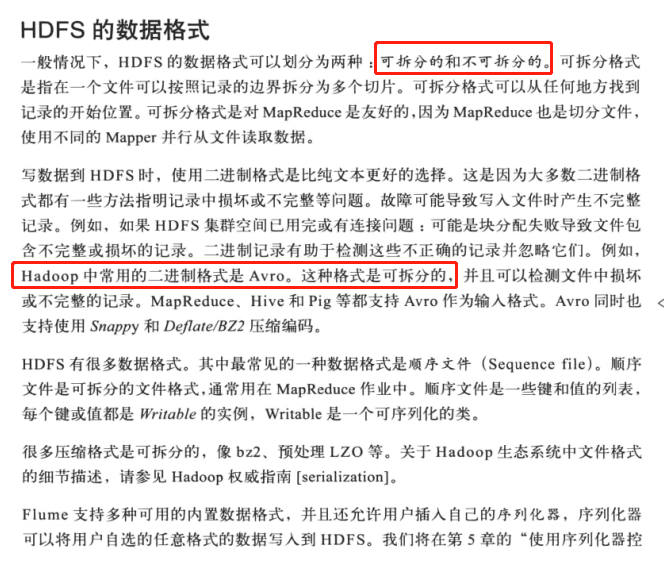 HDFS 的数据格式
一般情况下，HDFS 的数据格式可以划分为两种：可拆分的和不可拆分的。可拆分格式
是指在一个文件可以按照记录的边界拆分为多个切片。可拆分格式可以从任何地方找到
记录的开始位置。可拆分格式是对 MapReduce 是友好的，因为 MapReduce 也是切分文件，
使用不同的 Mapper 并行从文件读取数据。
写数据到 HDFS 时，使用二进制格式是比纯文本更好的选择。这是因为大多数二进制格
式都有一些方法指明记录中损坏或不完整等问题。故障可能导致写入文件时产生不完整
记录。例如，如果 HDFS 集群空间已用完或有连接问题：可能是块分配失败导致文件包
含不完整或损坏的记录。二进制记录有助于检测这些不正确的记录并忽略它们。例如，
Hadoop 中常用的二进制格式是 Avro。这种格式是可拆分的，并且可以检测文件中损坏
或不完整的记录。MapReduce、Hive 和 Pig 等都支持 Avro 作为输入格式。Avro 同时也
支持使用 Snappy 和 Deflate/BZ2 压缩编码。
HDFS 有很多数据格式。其中最常见的一种数据格式是顺序文件（Sequence file）。顺序
文件是可拆分的文件格式，通常用在 MapReduce 作业中。顺序文件是一些键和值的列表，
每个键或值都是 Writable 的实例，Writable 是一个可序列化的类。
很多压缩格式是可拆分的，像 bz2、预处理 LZO 等。关于 Hadoop 生态系统中文件格式
的细节描述，请参见 Hadoop 权威指南 [serialization]。
Flume 支持多种可用的内置数据格式，并且还允许用户插入自己的序列化器，序列化器
可以将用户自选的任意格式的数据写入到 HDFS。我们将在第 5 章的“使用序列化器控